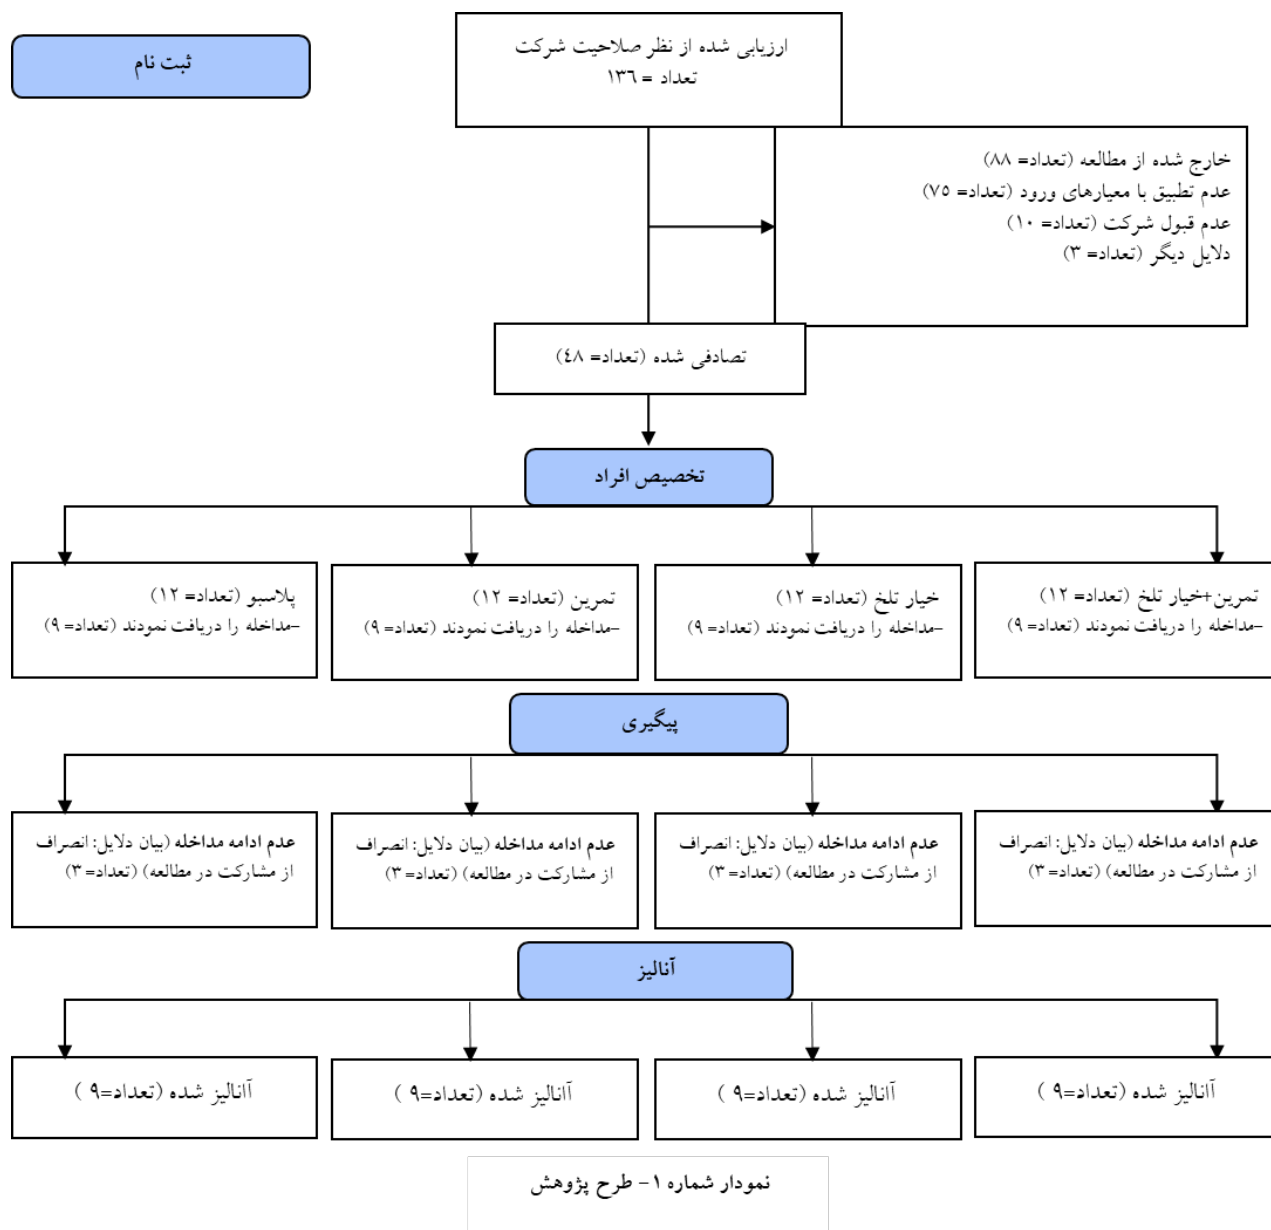 ثبت نام
ارزیابی شده از نظر صلاحیت شرکت
تعداد = ۱۳٦
خارج شده از مطالعه (تعداد= ۸۸)
عدم تطبیق با معیارهای ورود (تعداد= ۷٥)
عدم قبول شرکت (تعداد= ۱۰)
دلایل دیگر (تعداد= ۳)
تصادفی شده (تعداد= ٤۸)
تخصیص افراد
تمرین+خیار تلخ (تعداد= ۱۲)
-مداخله را دریافت نمودند (تعداد= ۹)
خیار تلخ (تعداد= ۱۲)
-مداخله را دریافت نمودند (تعداد= ۹)
تمرین (تعداد= ۱۲)
-مداخله را دریافت نمودند (تعداد= ۹)
پلاسبو (تعداد= ۱۲)
-مداخله را دریافت نمودند (تعداد= ۹)
پیگیری
عدم ادامه مداخله (بیان دلایل: انصراف
از مشارکت در مطالعه) (تعداد= ۳)
عدم ادامه مداخله (بیان دلایل: انصراف
از مشارکت در مطالعه) (تعداد= ۳)
عدم ادامه مداخله (بیان دلایل: انصراف
از مشارکت در مطالعه) (تعداد= ۳)
عدم ادامه مداخله (بیان دلایل: انصراف
از مشارکت در مطالعه) (تعداد= ۳)
آنالیز
آنالیز شده (تعداد=۹ )
آنالیز شده (تعداد=۹ )
آنالیز شده (تعداد=۹ )
آنالیز شده (تعداد=۹ )
نمودار شماره ۱- طرح پژوهش